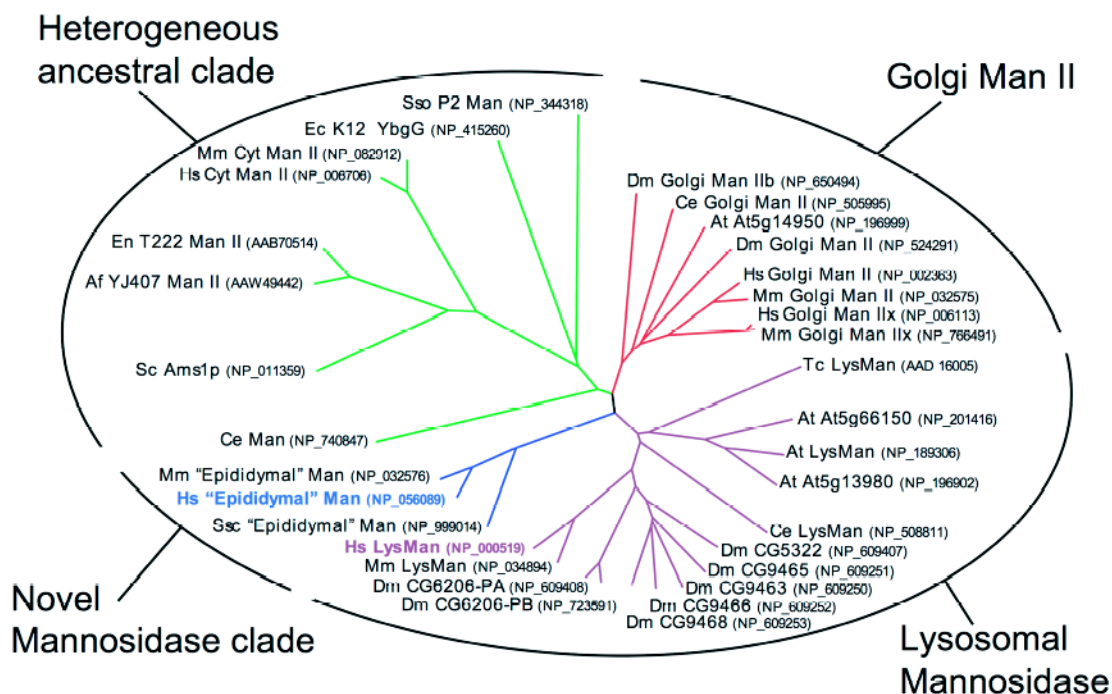 Heterogeneous
ancestral clade
Golgi Man II
Sso P2 Man (NP_344318)
Ec K12 YbgG (NP_415260)
Mm Cyt Man II (NP_082912)
Hs Cyt Man II (NP_006706)
En T222 Man II (AAB70514)
Af YJ407 Man II (AAW49442)
Sc Ams1p (NP_011359)
Ce Man (NP_740847)
Dm Golgi Man IIb (NP_650494)
Ce Golgi Man II (NP_505995)
At At5g14950 (NP_196999)
Dm Golgi Man II (NP_524291)
Hs Golgi Man II (NP_002363)
Mm Golgi Man II (NP_032575)
Hs Golgi Man IIx (NP_006113)
Mm Golgi Man IIx (NP_766491)
Tc LysMan (AAD_16005)
At At5g66150 (NP_201416)
At LysMan (NP_189306)
At At5g13980 (NP_196902)
Ce LysMan (NP_508811)
Mm "Epididymal" Man (NP_032576)
Hs "Epididymal" Man (NP_056089)
Ssc "Epididymal" Man (NP_999014)
Hs LysMan (NP_000519)
Mm LysMan (NP_034894)
Dm CG6206-PA (NP_609408)
Dm CG6206-PB (NP_723591)
Dm CG5322 (NP_609407)
Dm CG9465 (NP_609251)
Dm CG9463 (NP_609250)
Dm CG9466 (NP_609252)
Dm CG9468 (NP_609253)
Novel
Mannosidase clade
Lysosomal
Mannosidase